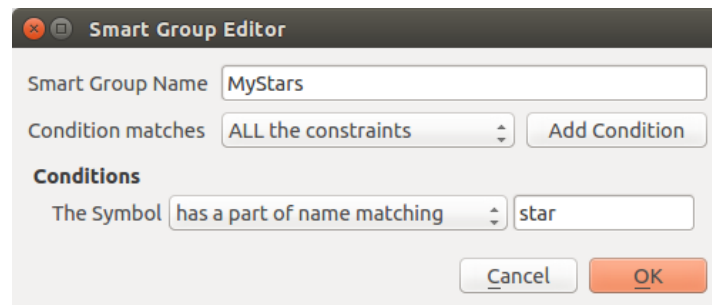 Smart Group Editor
Smart Group Name MyStars
Condition matches ALL the constraints Add Condition
Conditions
The Symbol has a part of name matching star
Cancel OK